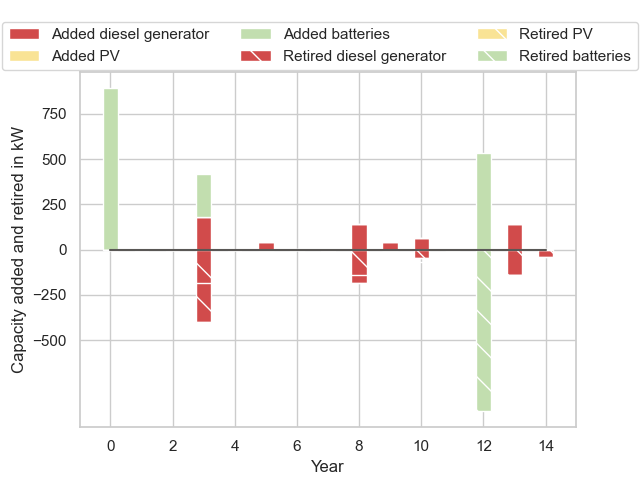 Added diesel generator Added batteries Retired PV
Added PV Retired diesel generator Retired batteries
750
500
250
0
−250
−500
Capacity added and retired in kW
0 2 4 6 8 10 12 14
Year